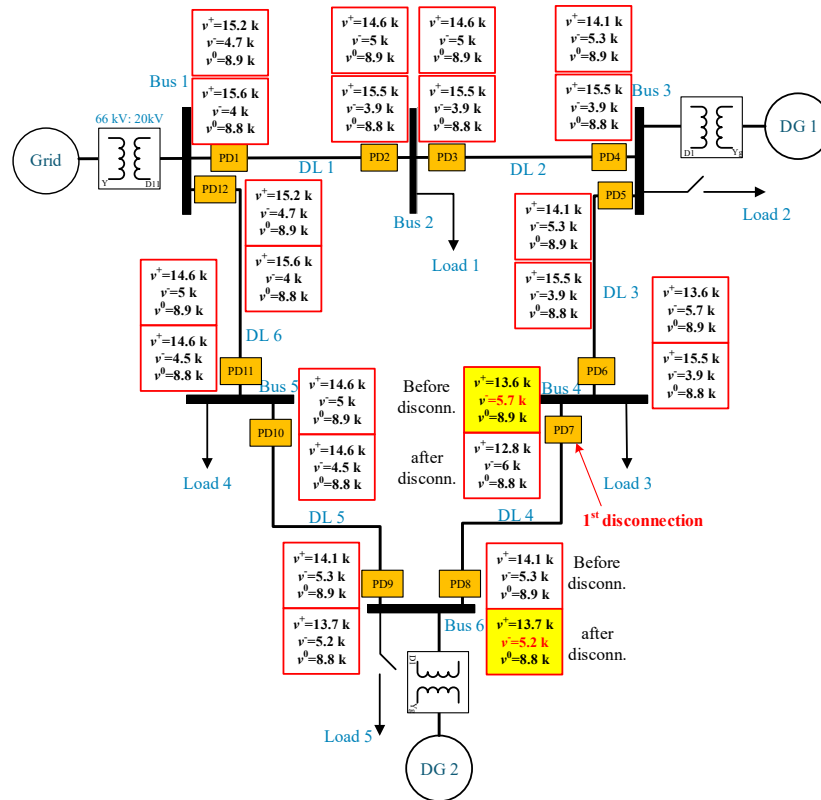 v⁺=15.2 k
v⁻=4.7 k
v⁰=8.9 k
v⁺=15.6 k
v⁻=4 k
v⁰=8.8 k
v⁺=14.6 k
v⁻=5 k
v⁰=8.9 k
v⁺=15.5 k
v⁻=3.9 k
v⁰=8.8 k
v⁺=14.6 k
v⁻=5 k
v⁰=8.9 k
v⁺=15.5 k
v⁻=3.9 k
v⁰=8.8 k
v⁺=14.1 k
v⁻=5.3 k
v⁰=8.9 k
v⁺=15.5 k
v⁻=3.9 k
v⁰=8.8 k
Bus 1
Bus 3
66 kV: 20kV
Grid
Y
D11
PD1
DL 1
PD2
PD3
DL 2
PD4
D1
Yg
DG 1
PD12
Bus 2
Load 1
PD5
Load 2
v⁺=15.2 k
v⁻=4.7 k
v⁰=8.9 k
v⁺=15.6 k
v⁻=4 k
v⁰=8.8 k
v⁺=14.1 k
v⁻=5.3 k
v⁰=8.9 k
v⁺=15.5 k
v⁻=3.9 k
v⁰=8.8 k
DL 3
v⁺=14.6 k
v⁻=5 k
v⁰=8.9 k
v⁺=14.6 k
v⁻=4.5 k
v⁰=8.8 k
DL 6
v⁺=13.6 k
v⁻=5.7 k
v⁰=8.9 k
v⁺=15.5 k
v⁻=3.9 k
v⁰=8.8 k
PD11
Bus 5
PD10
Load 4
v⁺=14.6 k
v⁻=5 k
v⁰=8.9 k
v⁺=14.6 k
v⁻=4.5 k
v⁰=8.8 k
Before
disconn.
after
disconn.
v⁺=13.6 k
v⁻=5.7 k
v⁰=8.9 k
v⁺=12.8 k
v⁻=6 k
v⁰=8.8 k
PD6
Bus 4
PD7
Load 3
1st disconnection
DL 5
DL 4
v⁺=14.1 k
v⁻=5.3 k
v⁰=8.9 k
v⁺=13.7 k
v⁻=5.2 k
v⁰=8.8 k
PD9
PD8
Bus 6
v⁺=14.1 k
v⁻=5.3 k
v⁰=8.9 k
v⁺=13.7 k
v⁻=5.2 k
v⁰=8.8 k
Before
disconn.
after
disconn.
D1
Yg
Load 5
DG 2